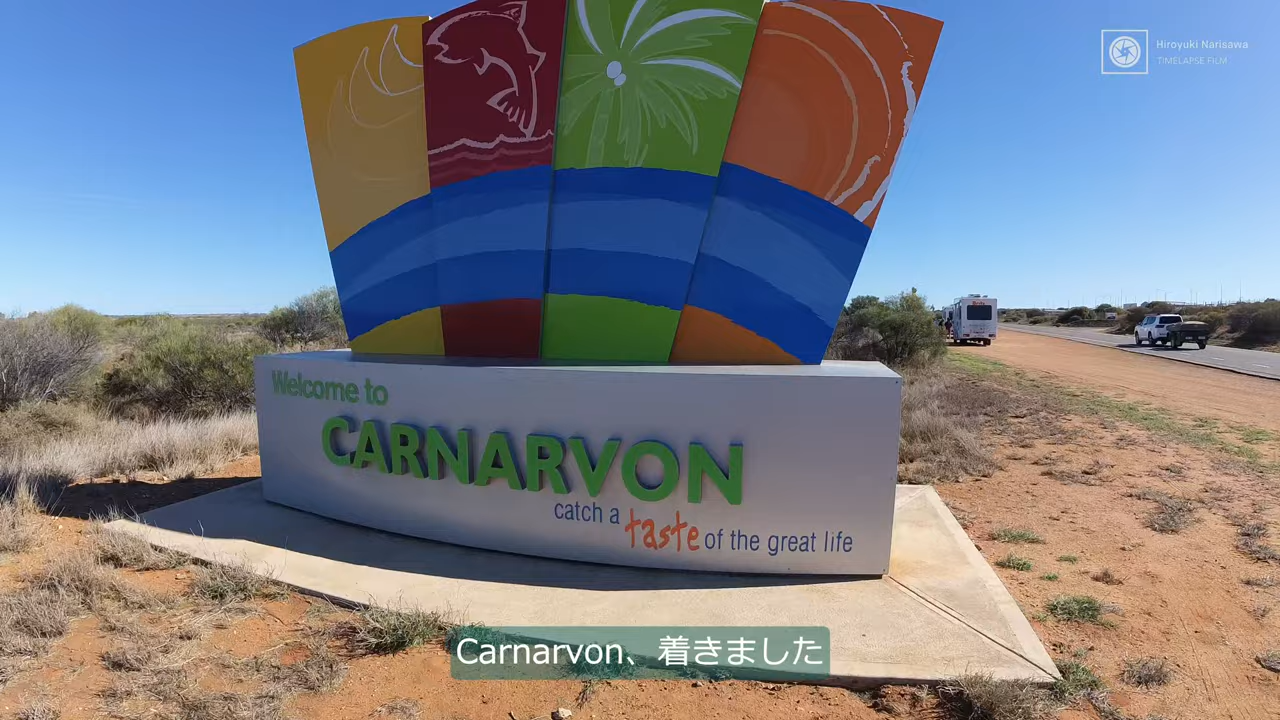 Hiroyuki Narisawa
TIMELAPSE FILM
Welcome to
CARNARVON
catch a taste of the great life
Carnarvon、着きました